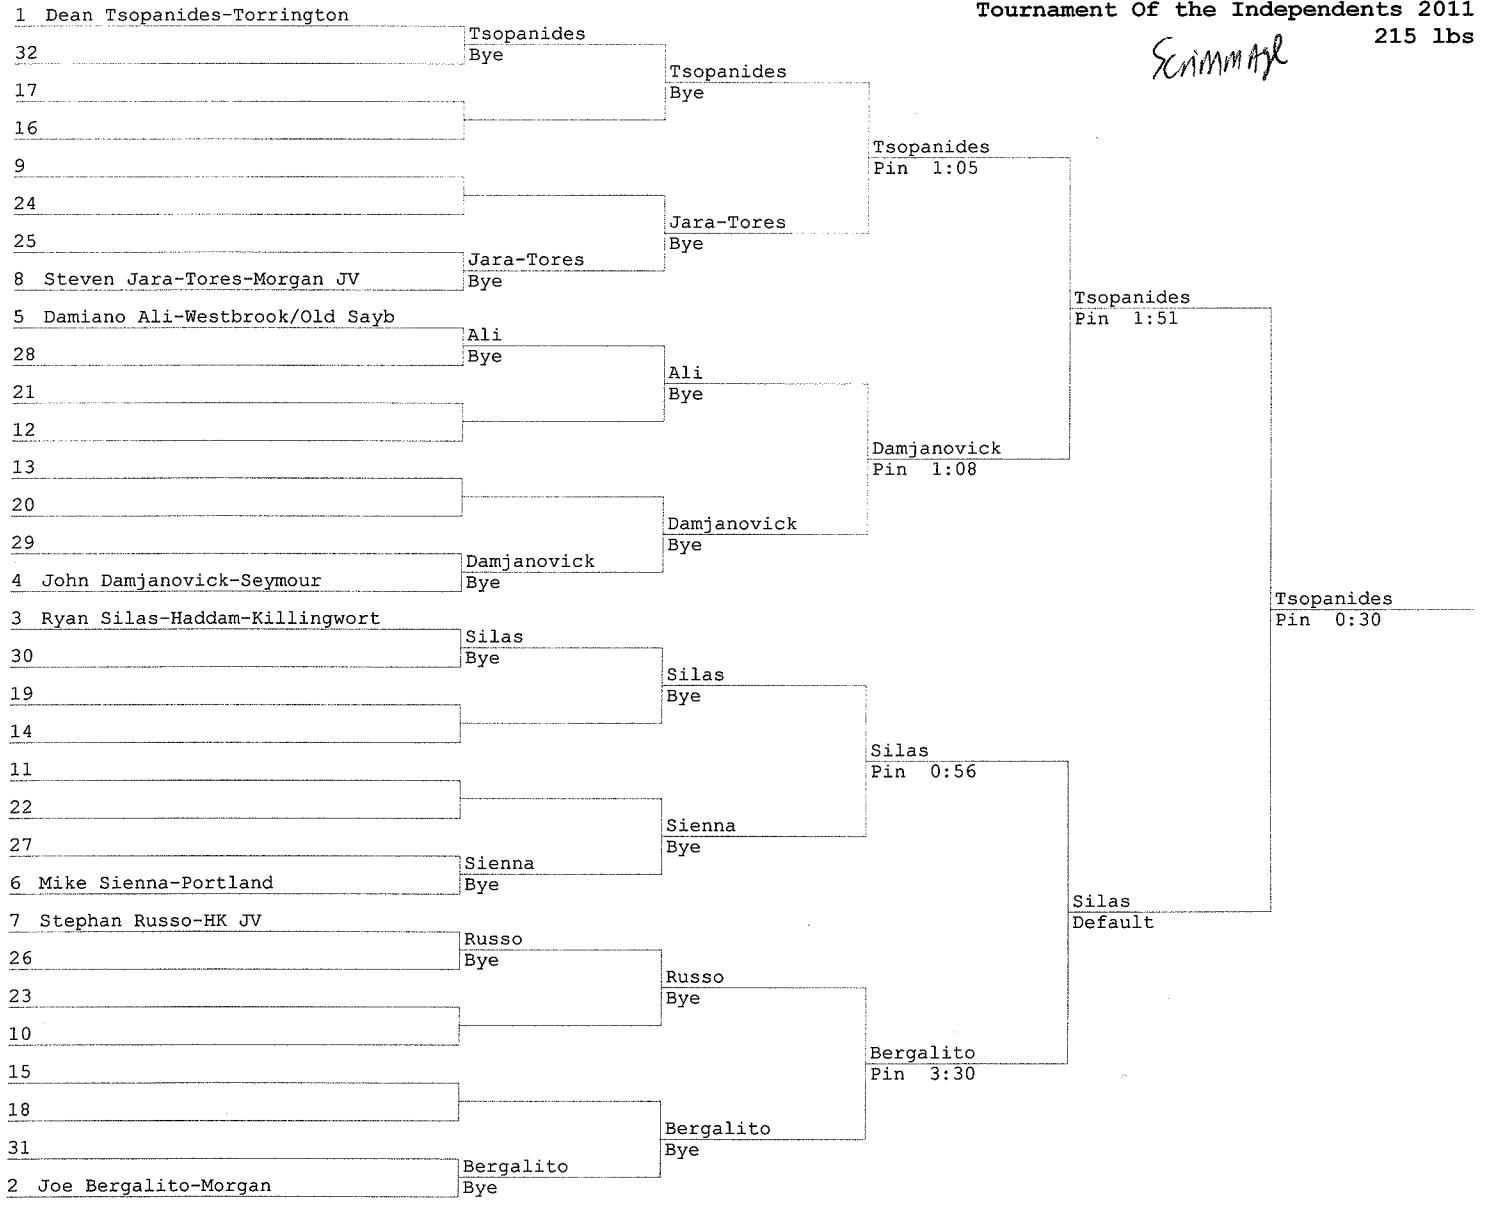 Tournament Of the Independents 2011
215 lbs
Scrimmage
1 Dean Tsopanides-Torrington
Tsopanides
Bye
32
Tsopanides
Bye
17
16
Tsopanides
Pin 1:05
9
24
Jara-Tores
Bye
25
Jara-Tores
Bye
8 Steven Jara-Tores-Morgan JV
Tsopanides
Pin 1:51
5 Damiano Ali-Westbrook/Old Sayb
Ali
Bye
28
Ali
Bye
21
12
Damjanovick
Pin 1:08
13
20
Damjanovick
Bye
29
Damjanovick
Bye
4 John Damjanovick-Seymour
Tsopanides
Pin 0:30
3 Ryan Silas-Haddam-Killingwort
Silas
Bye
30
Silas
Bye
19
14
Silas
Pin 0:56
11
22
Sienna
Bye
27
Sienna
Bye
6 Mike Sienna-Portland
Silas
Default
7 Stephan Russo-HK JV
Russo
Bye
26
Russo
Bye
23
10
Bergalito
Pin 3:30
15
18
Bergalito
Bye
31
Bergalito
Bye
2 Joe Bergalito-Morgan